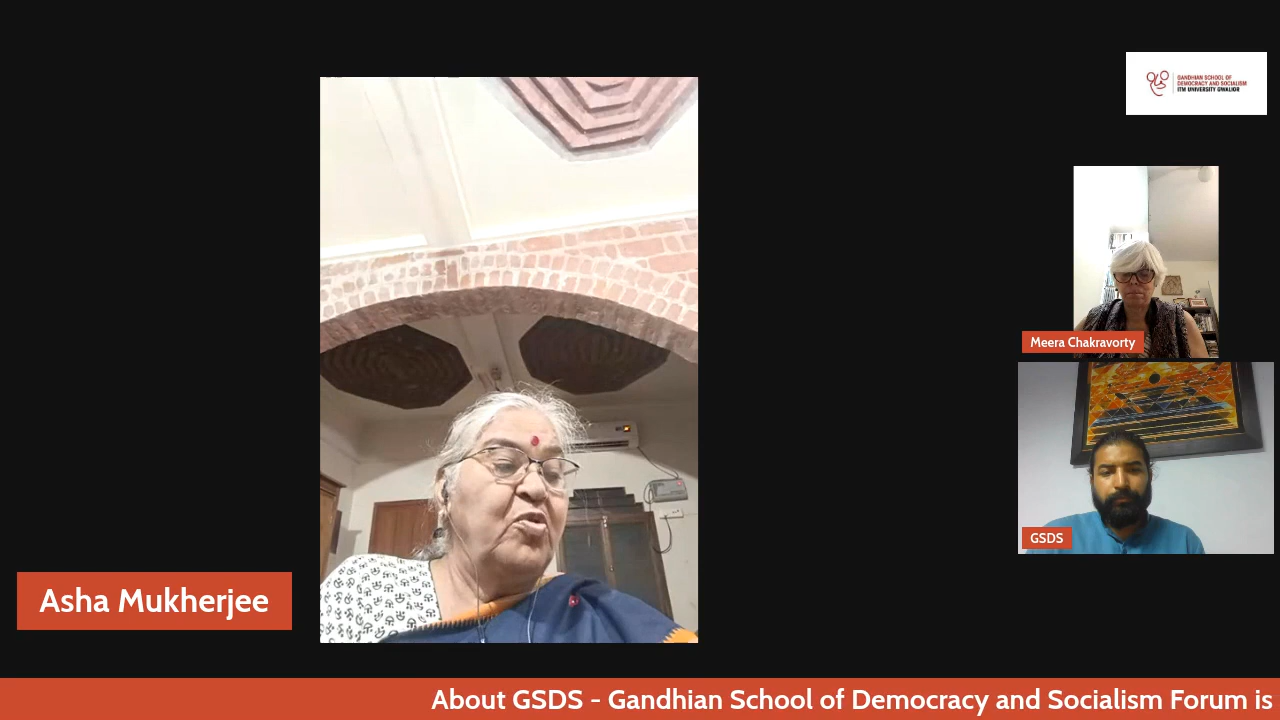 GANDHIAN SCHOOL OF
DEMOCRACY AND SOCIALISM
ITM UNIVERSITY GWALIOR
Meera Chakravorty
GSDS
Asha Mukherjee
About GSDS - Gandhian School of Democracy and Socialism Forum is